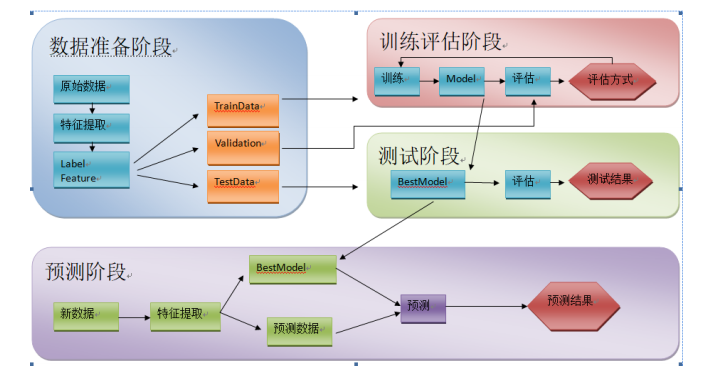 数据准备阶段
原始数据
特征提取
Label
Feature
TrainData
Validation
TestData
训练评估阶段
训练
Model
评估
评估方式
测试阶段
BestModel
评估
测试结果
预测阶段
新数据
特征提取
BestModel
预测数据
预测
预测结果